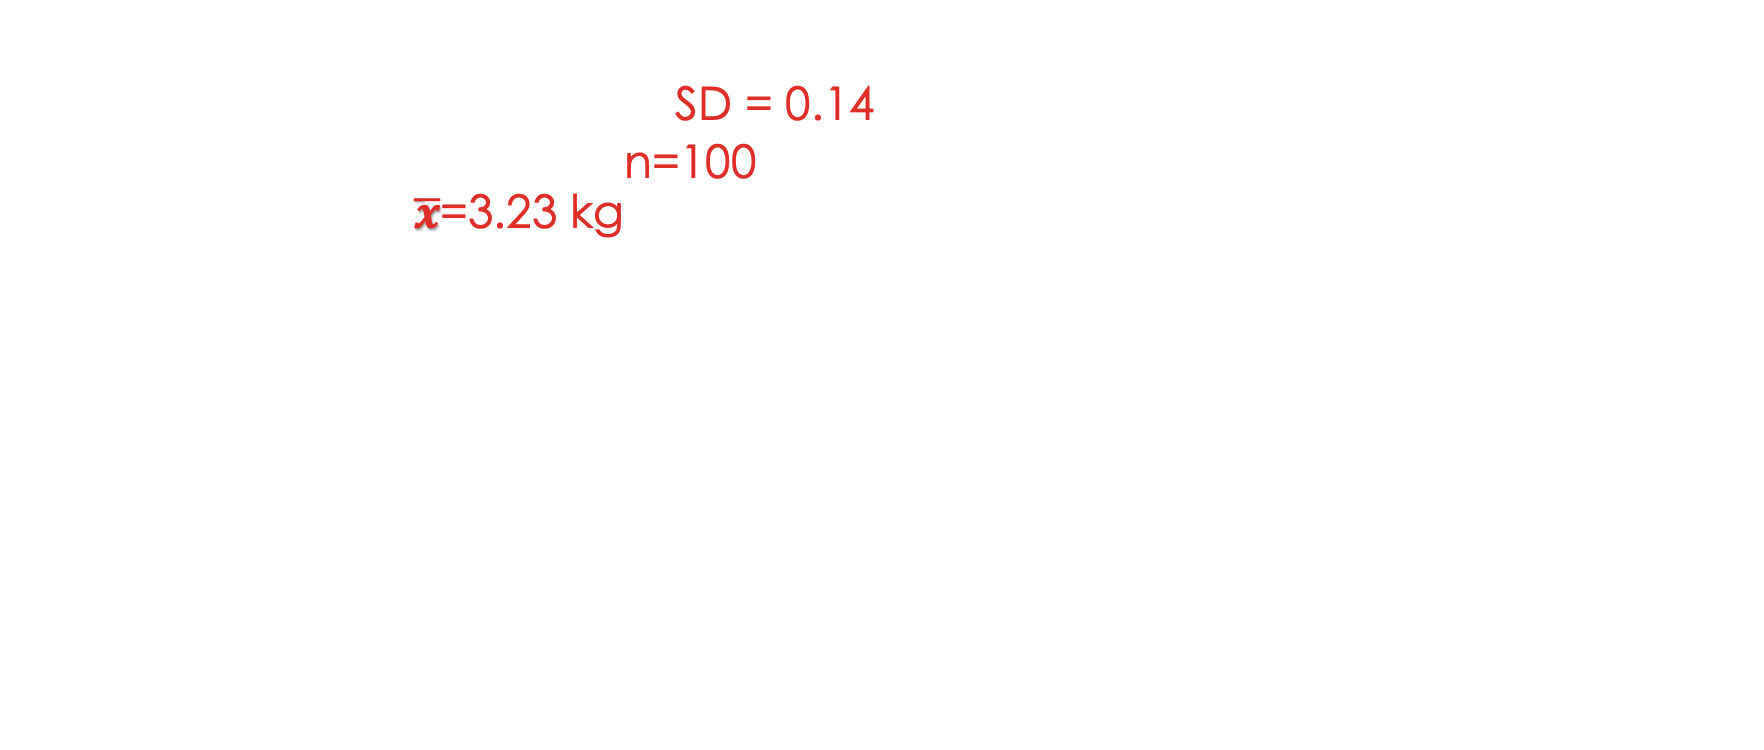 SD = 0.14
n=100
x̅=3.23 kg